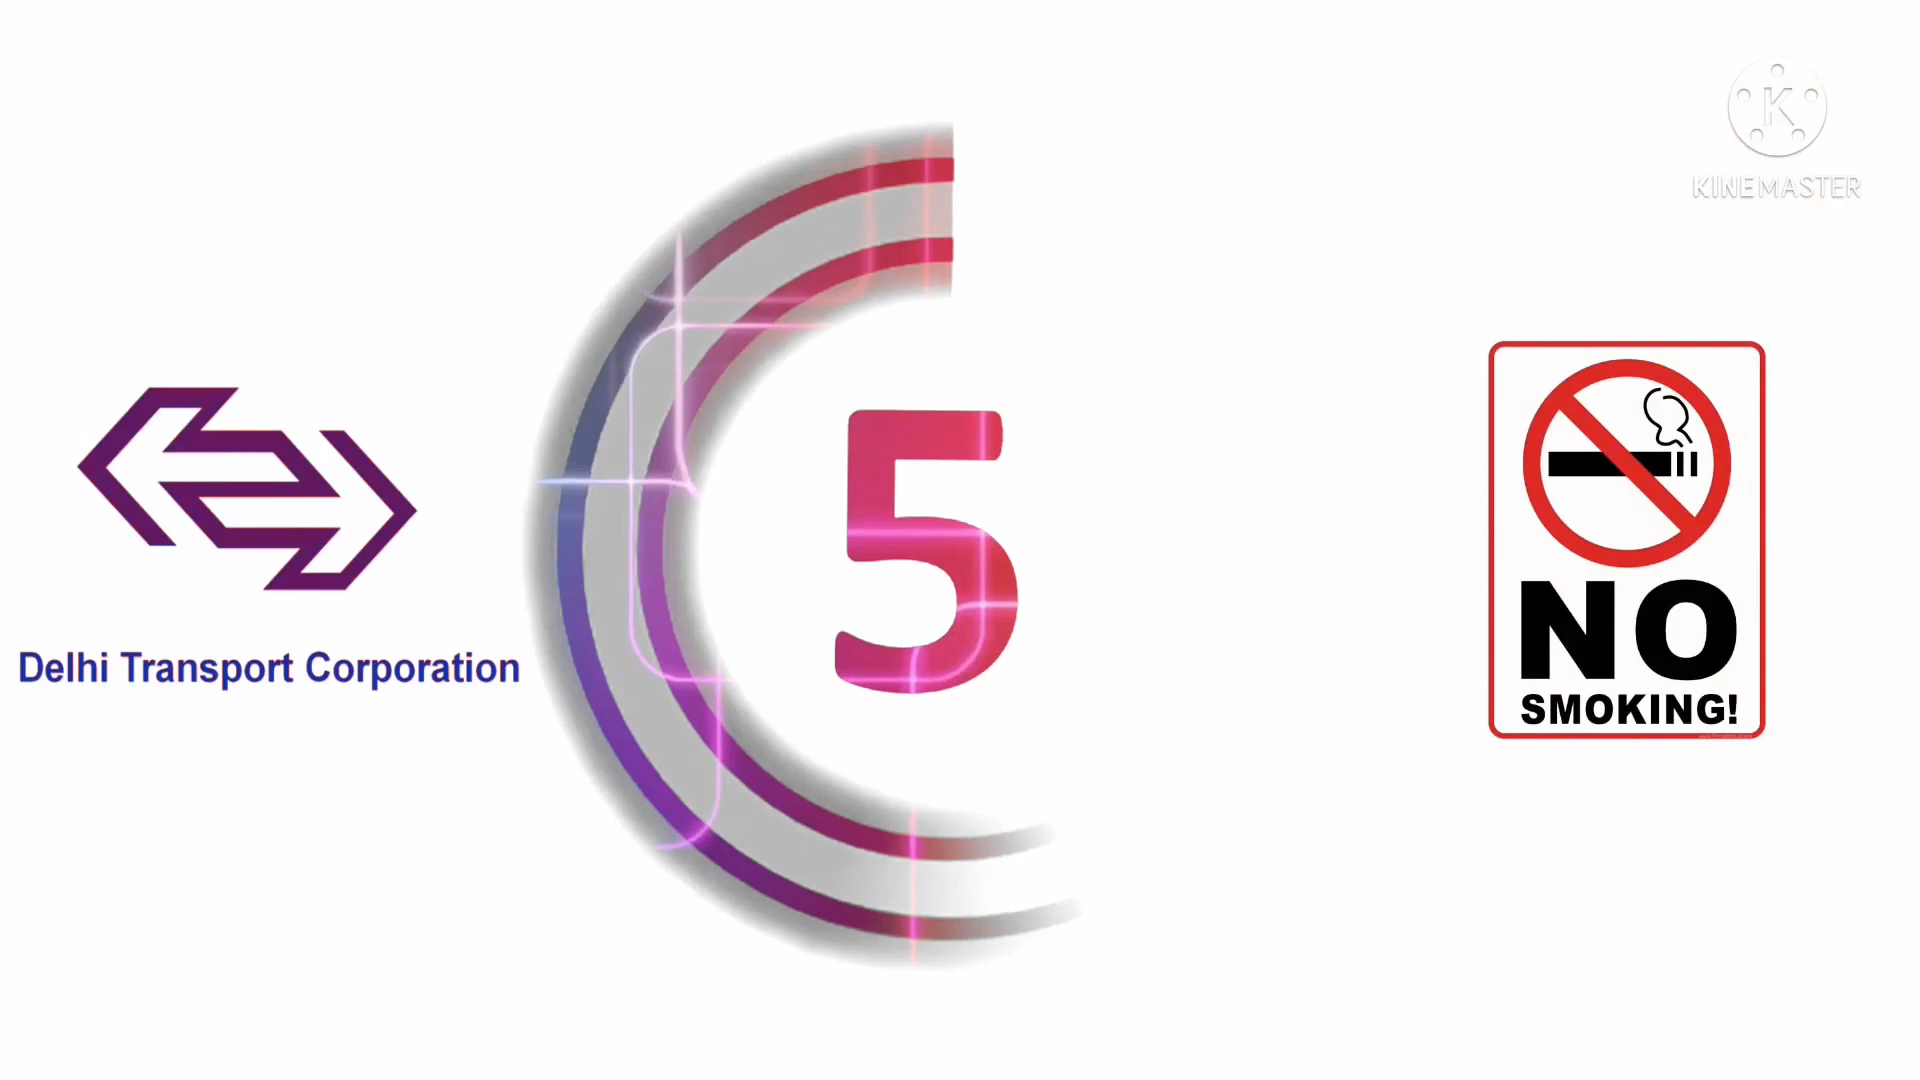 K
KINEMASTER
5
Delhi Transport Corporation
NO
SMOKING!